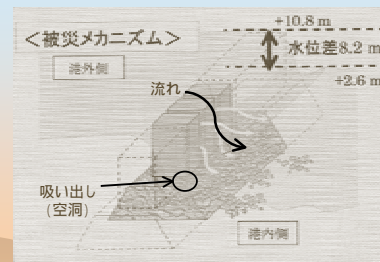 +10.8 m
<被災メカニズム>
水位差8.2 m
港外側
+2.6 m
流れ
吸い出し
(空洞)
港内側